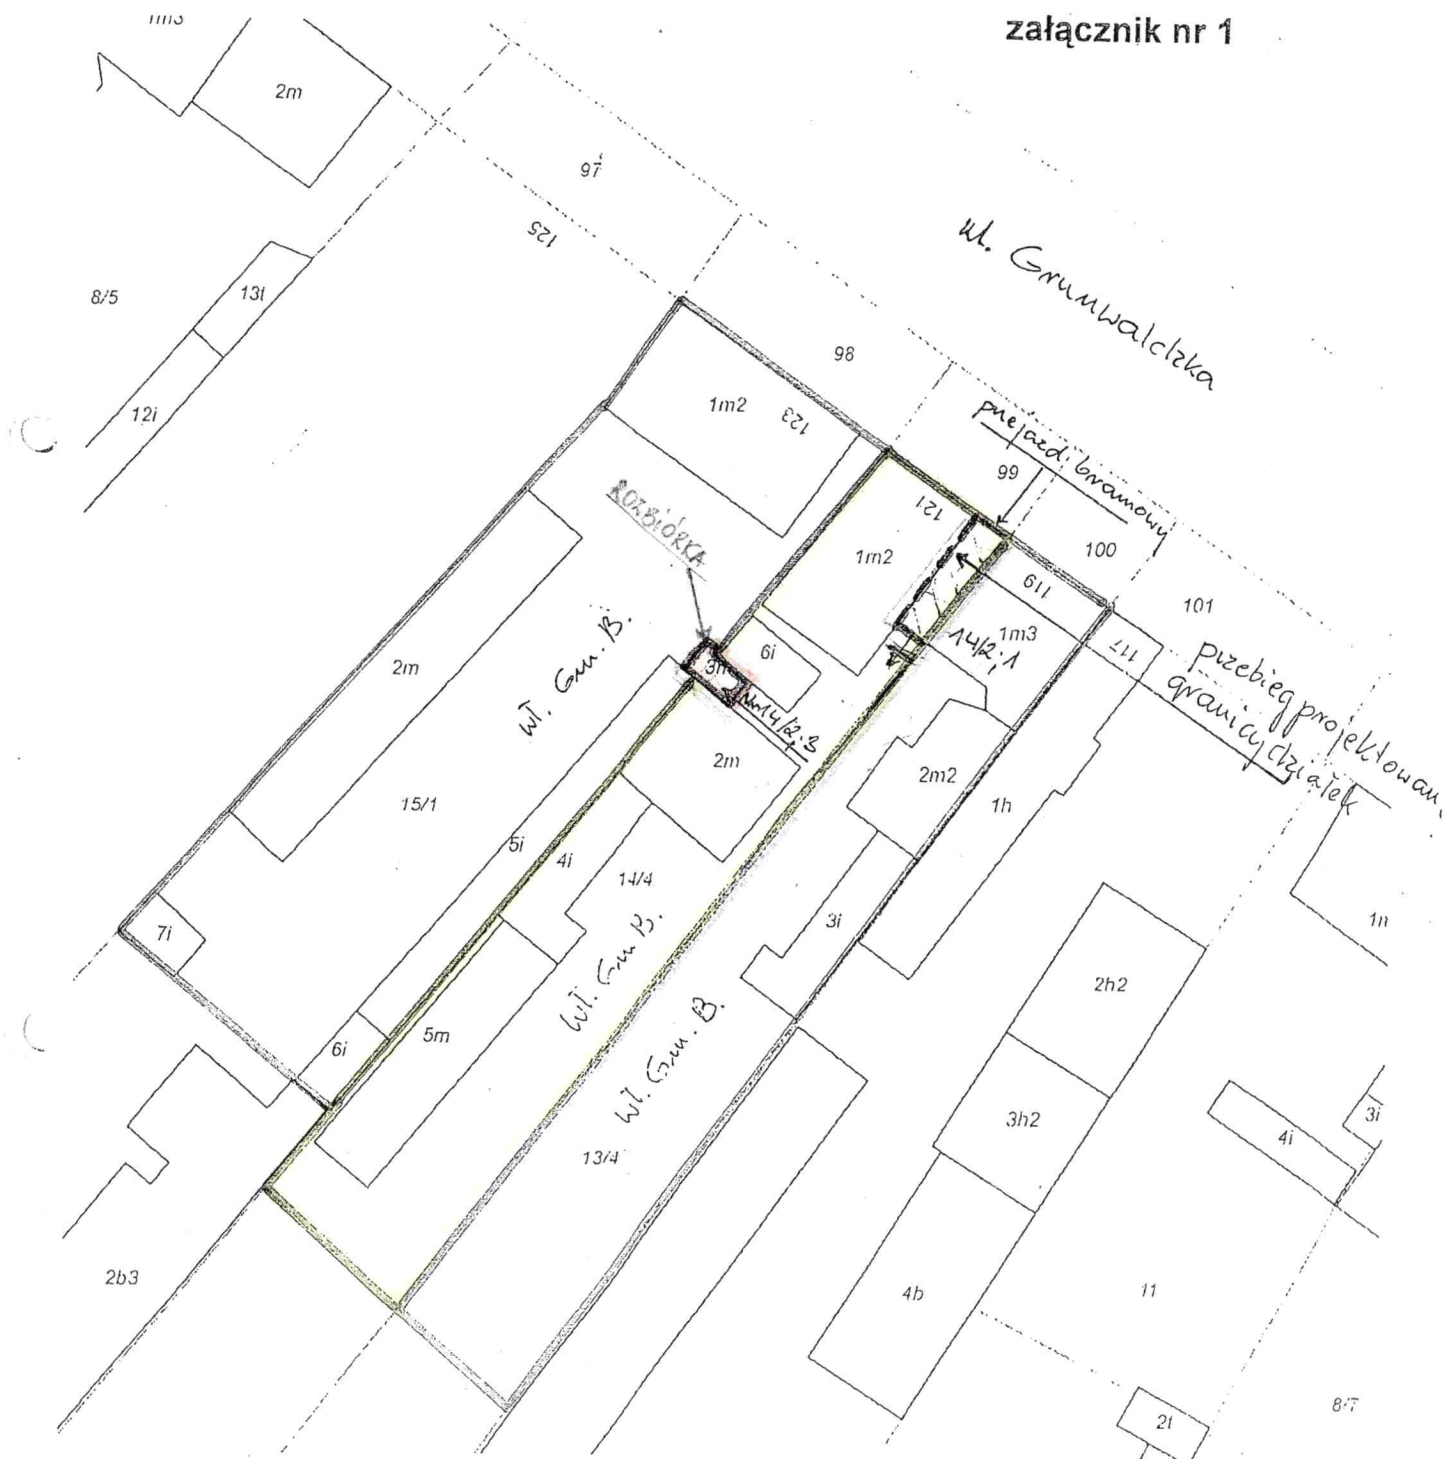 załącznik nr 1
2m
97
125
ul. Grunwaldzka
8/5
13i
98
12i
1m2
123
przejazd bramowy
99
121
ROZBIÓRKA
1m2
100
119
101
1m3
117
14/2.1
6i
przebieg projektowan.
granicy działek
2m
wł. Gm. B.
14/2.3
2m
2m2
15/1
1h
5i
4i
14/4
7i
3i
wł. Gm B.
2h2
wł. Gm. B.
5m
6i
3h2
3i
4i
13/4
2b3
4b
11
8/7
2i